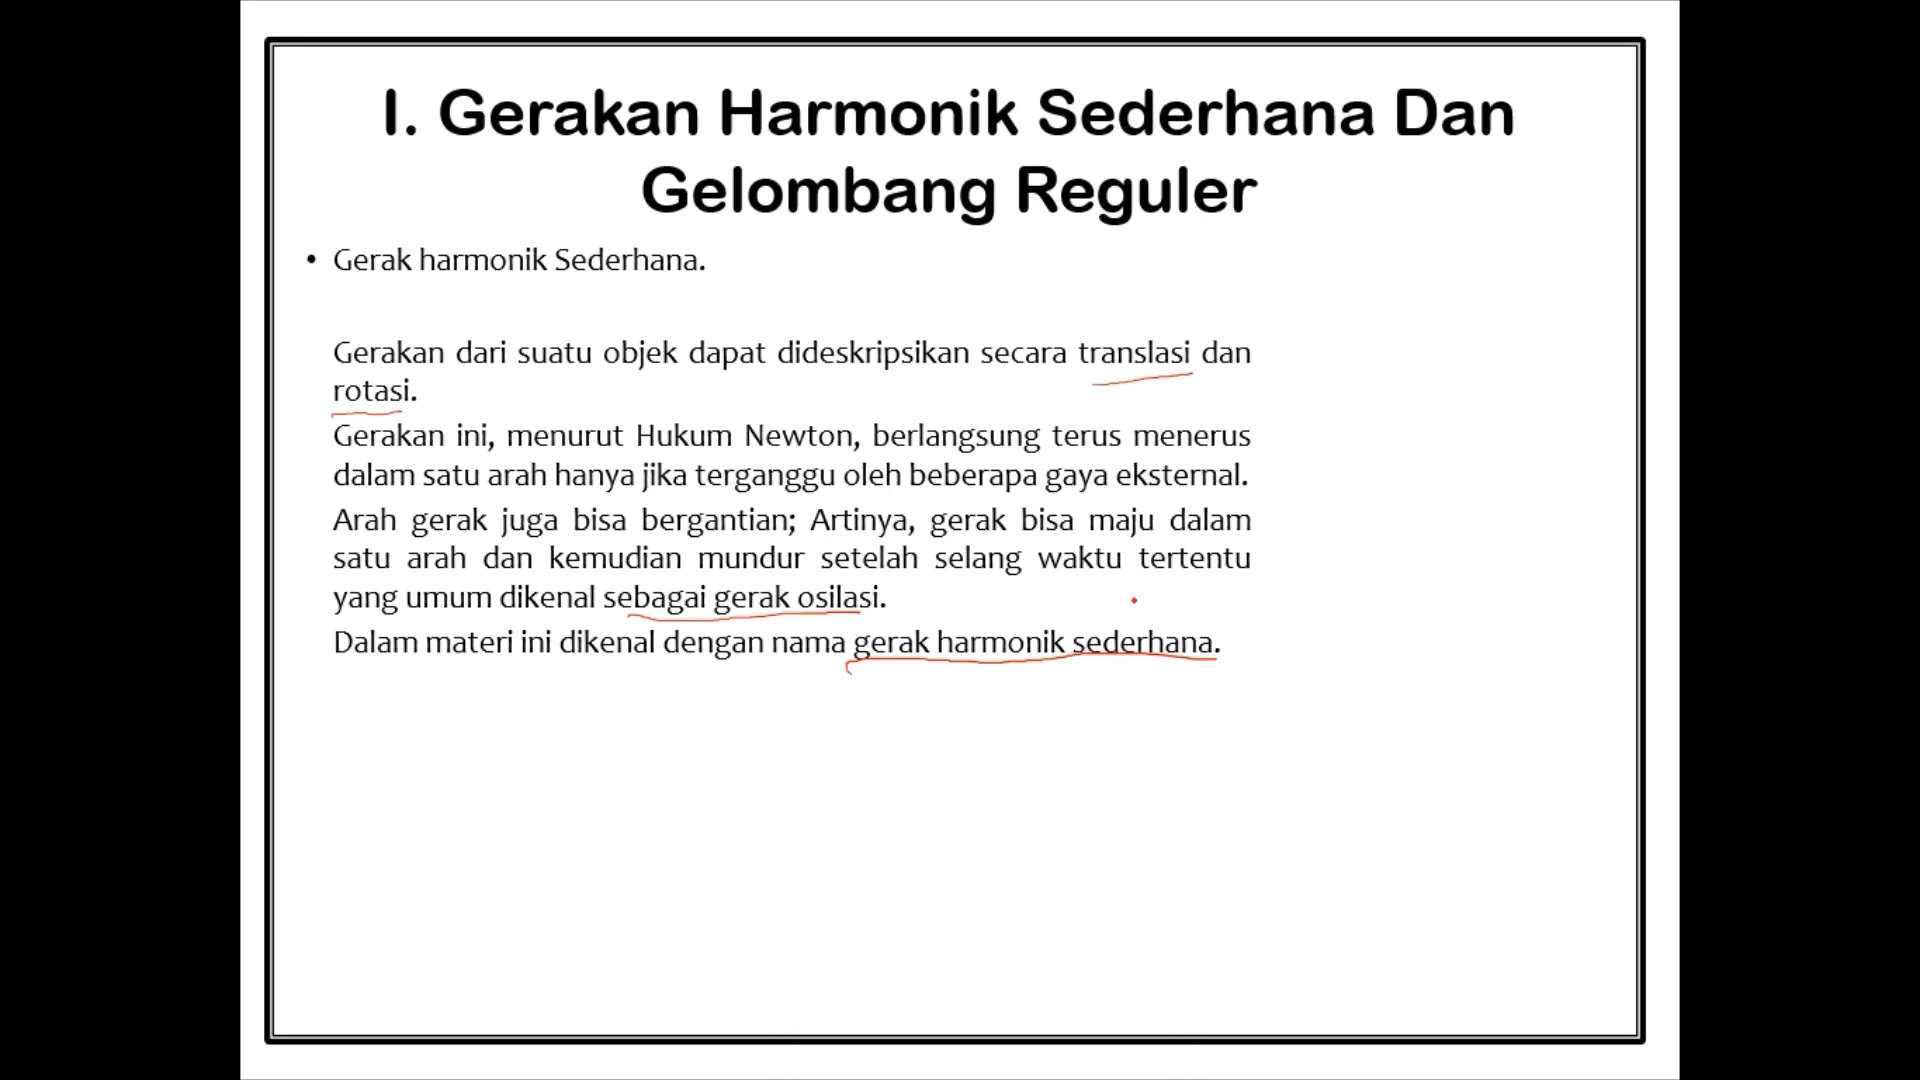 I. Gerakan Harmonik Sederhana Dan
Gelombang Reguler
• Gerak harmonik Sederhana.
Gerakan dari suatu objek dapat dideskripsikan secara translasi dan
rotasi.
Gerakan ini, menurut Hukum Newton, berlangsung terus menerus
dalam satu arah hanya jika terganggu oleh beberapa gaya eksternal.
Arah gerak juga bisa bergantian; Artinya, gerak bisa maju dalam
satu arah dan kemudian mundur setelah selang waktu tertentu
yang umum dikenal sebagai gerak osilasi.
Dalam materi ini dikenal dengan nama gerak harmonik sederhana.